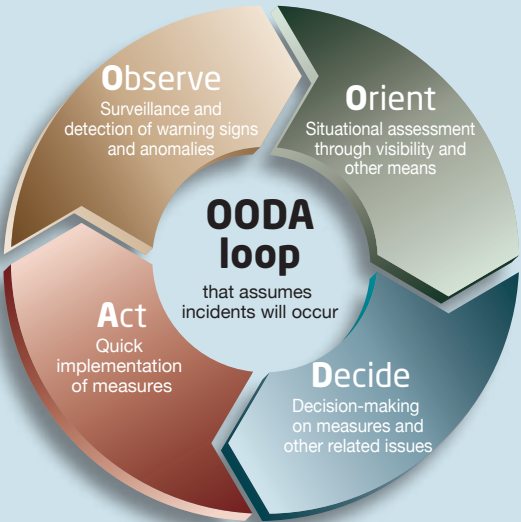 Observe
Surveillance and
detection of warning signs
and anomalies
Orient
Situational assessment
through visibility and
other means
OODA
loop
that assumes
incidents will occur
Act
Quick
implementation
of measures
Decide
Decision-making
on measures and
other related issues